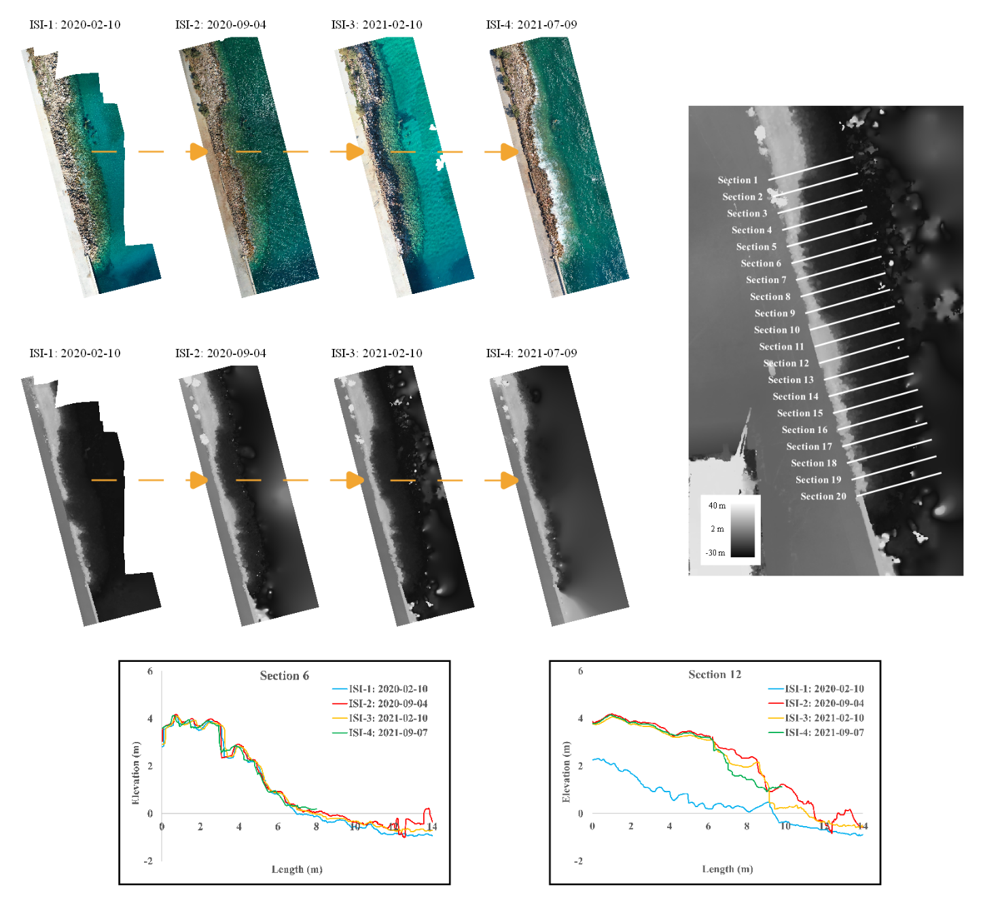 ISI-1: 2020-02-10
ISI-2: 2020-09-04
ISI-3: 2021-02-10
ISI-4: 2021-07-09
Section 1
Section 2
Section 3
Section 4
Section 5
Section 6
Section 7
Section 8
Section 9
Section 10
Section 11
Section 12
Section 13
Section 14
Section 15
Section 16
Section 17
Section 18
Section 19
Section 20
40 m
2 m
-30 m
ISI-1: 2020-02-10
ISI-2: 2020-09-04
ISI-3: 2021-02-10
ISI-4: 2021-07-09
Section 6
ISI-1: 2020-02-10
ISI-2: 2020-09-04
ISI-3: 2021-02-10
ISI-4: 2021-09-07
Elevation (m)
6
4
2
0
-2
0 2 4 6 8 10 12 14
Length (m)
Section 12
ISI-1: 2020-02-10
ISI-2: 2020-09-04
ISI-3: 2021-02-10
ISI-4: 2021-09-07
Elevation (m)
6
4
2
0
-2
0 2 4 6 8 10 12 14
Length (m)